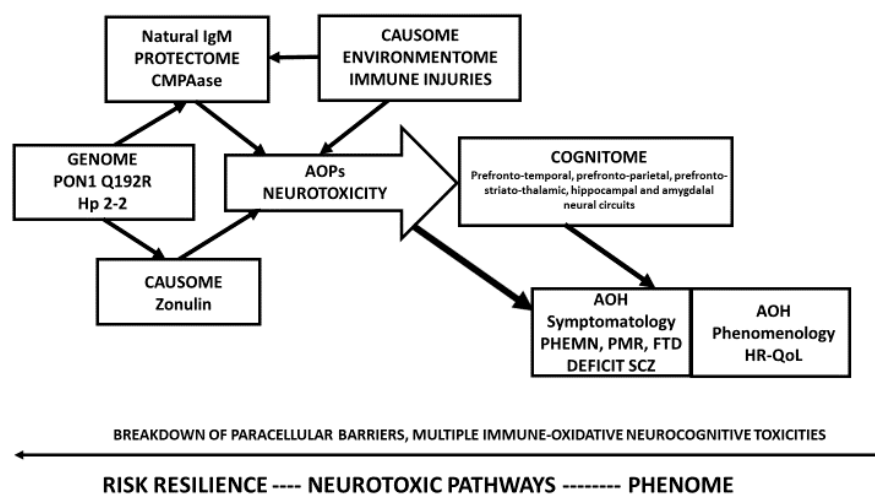 Natural IgM
PROTECTOME
CMPAase
CAUSOME
ENVIRONMENTOME
IMMUNE INJURIES
GENOME
PON1 Q192R
Hp 2-2
AOPs
NEUROTOXICITY
COGNITOME
Prefronto-temporal, prefronto-parietal, prefronto-
striato-thalamic, hippocampal and amygdalal
neural circuits
CAUSOME
Zonulin
AOH
Symptomatology
PHEMN, PMR, FTD
DEFICIT SCZ
AOH
Phenomenology
HR-QoL
BREAKDOWN OF PARACELLULAR BARRIERS, MULTIPLE IMMUNE-OXIDATIVE NEUROCOGNITIVE TOXICITIES
RISK RESILIENCE ---- NEUROTOXIC PATHWAYS -------- PHENOME